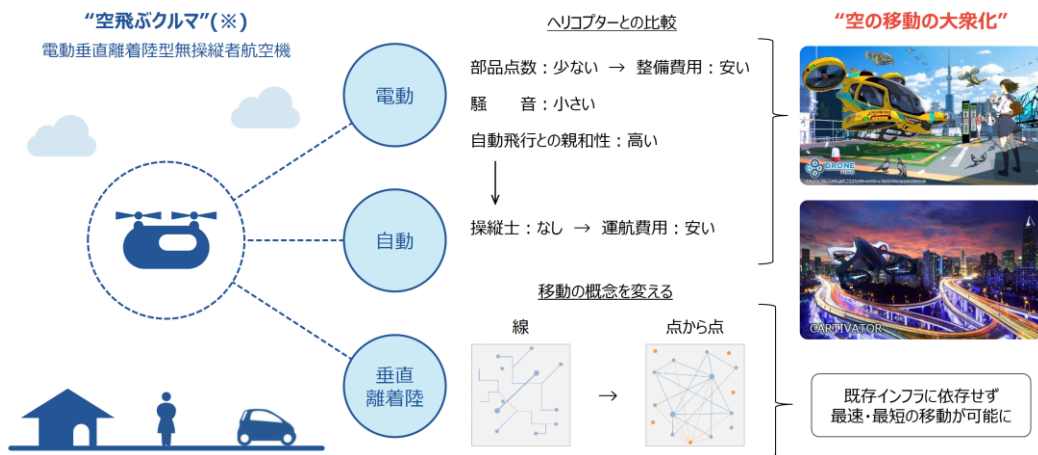 “空飛ぶクルマ”(※)
電動垂直離着陸型無操縦者航空機
電動
自動
垂直
離着陸
ヘリコプターとの比較
部品点数：少ない → 整備費用：安い
騒　　音：小さい
自動飛行との親和性：高い
操縦士：なし → 運航費用：安い
移動の概念を変える
線
→
点から点
“空の移動の大衆化”
DRONE
CARTIVATOR
既存インフラに依存せず
最速・最短の移動が可能に